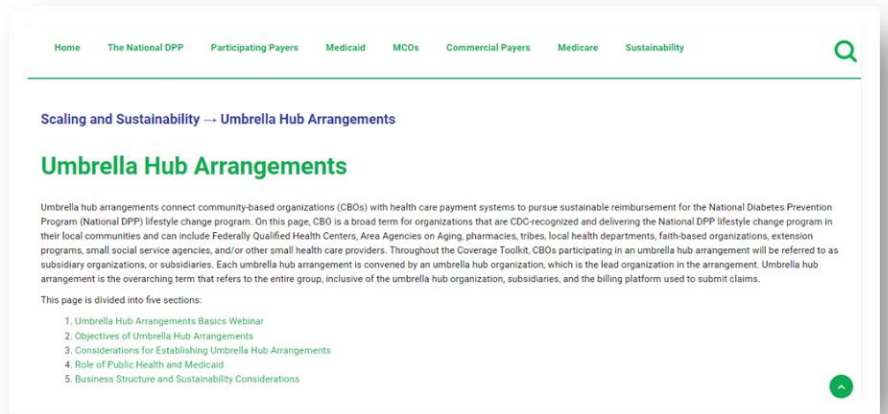 Home The National DPP Participating Payers Medicaid MCOs Commercial Payers Medicare Sustainability
Scaling and Sustainability → Umbrella Hub Arrangements
Umbrella Hub Arrangements
Umbrella hub arrangements connect community-based organizations (CBOs) with health care payment systems to pursue sustainable reimbursement for the National Diabetes Prevention
Program (National DPP) lifestyle change program. On this page, CBO is a broad term for organizations that are CDC-recognized and delivering the National DPP lifestyle change program in
their local communities and can include Federally Qualified Health Centers, Area Agencies on Aging, pharmacies, tribes, local health departments, faith-based organizations, extension
programs, small social service agencies, and/or other small health care providers. Throughout the Coverage Toolkit, CBOs participating in an umbrella hub arrangement will be referred to as
subsidiary organizations, or subsidiaries. Each umbrella hub arrangement is convened by an umbrella hub organization, which is the lead organization in the arrangement. Umbrella hub
arrangement is the overarching term that refers to the entire group, inclusive of the umbrella hub organization, subsidiaries, and the billing platform used to submit claims.
This page is divided into five sections:
1. Umbrella Hub Arrangements Basics Webinar
2. Objectives of Umbrella Hub Arrangements
3. Considerations for Establishing Umbrella Hub Arrangements
4. Role of Public Health and Medicaid
5. Business Structure and Sustainability Considerations